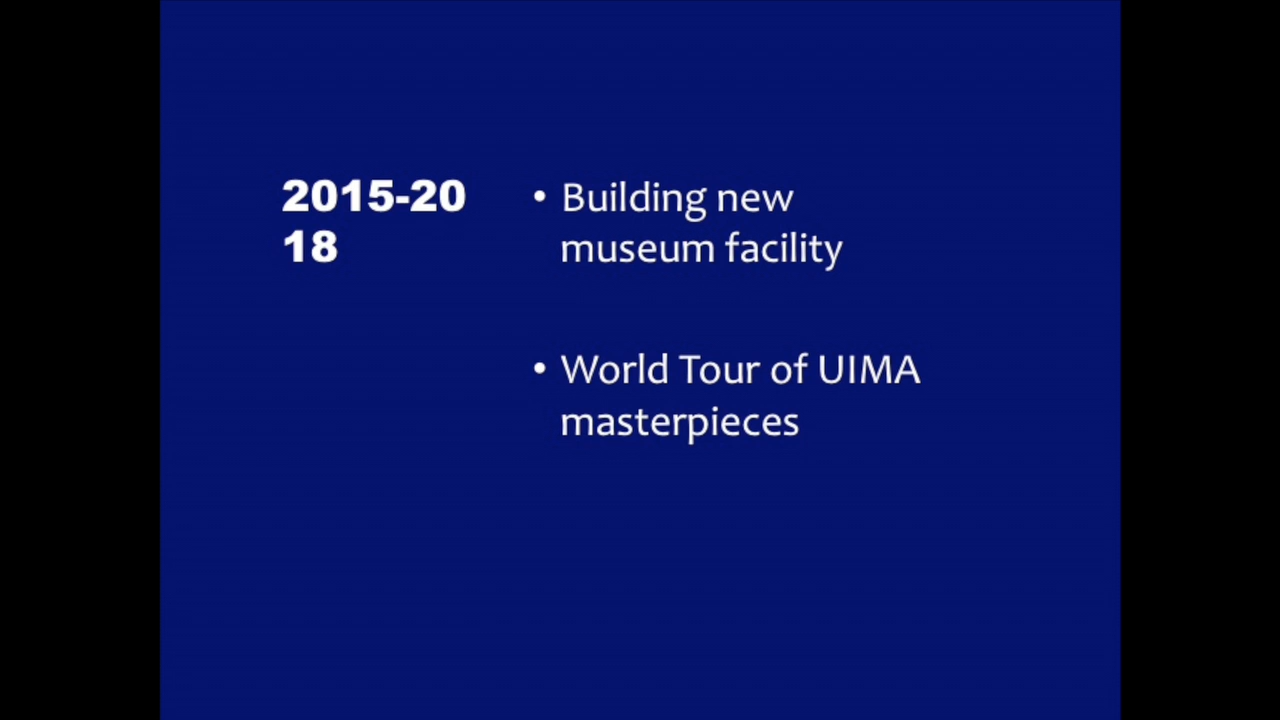 2015-20
18
• Building new
museum facility
• World Tour of UIMA
masterpieces